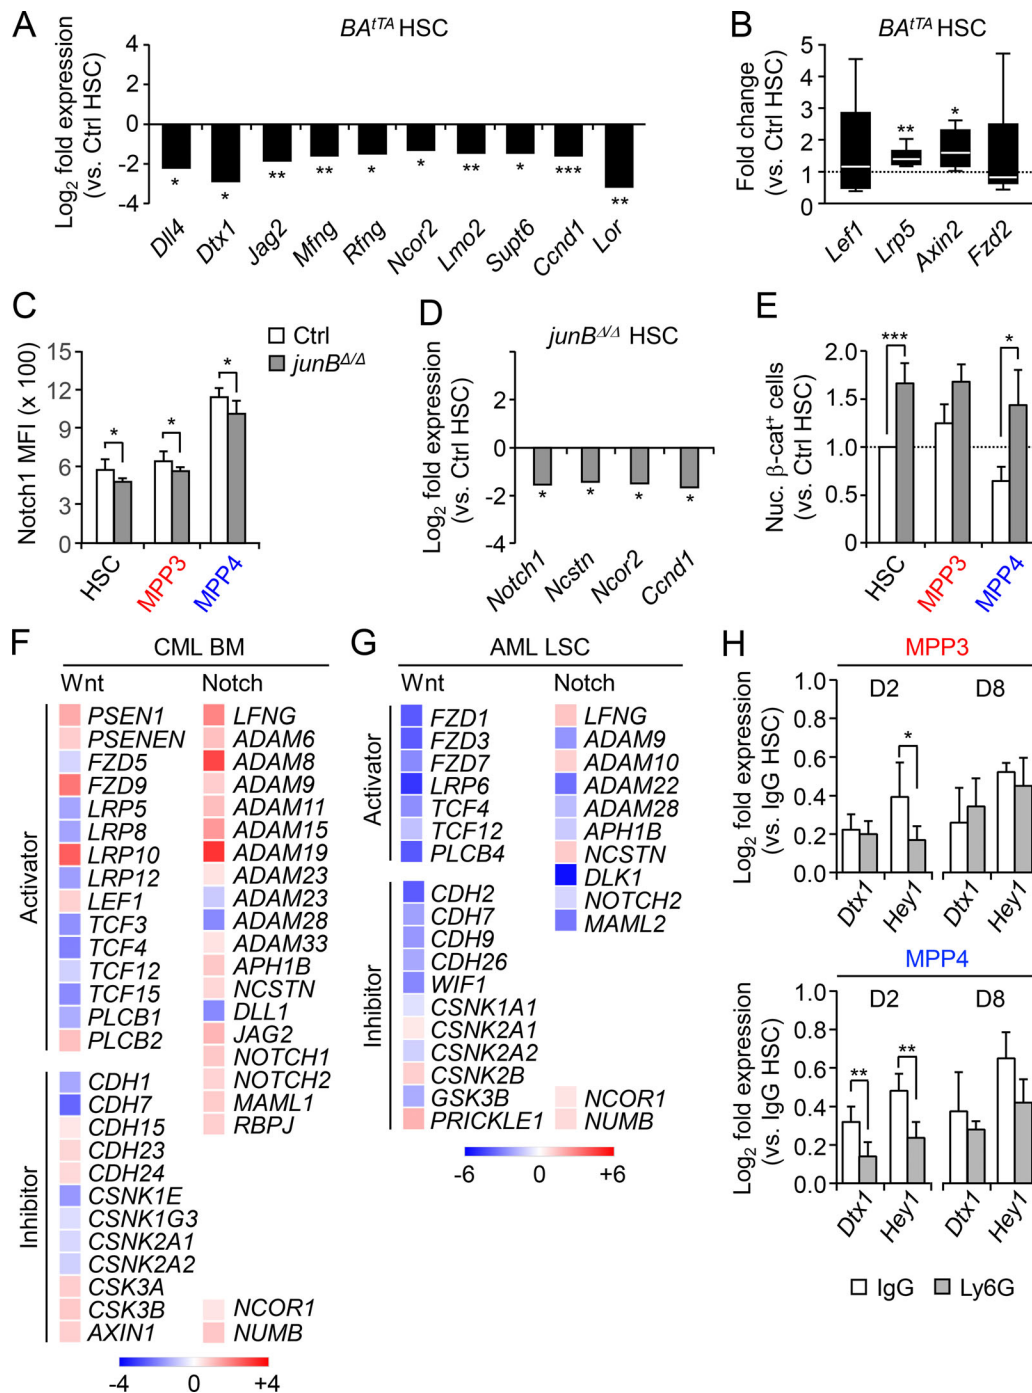 A
BA^tTA HSC
Log2 fold expression
(vs. Ctrl HSC)
4
2
0
-2
-4
* * ** ** * * ** * *** **
Dll4 Dtx1 Jag2 Mfng Rfng Ncor2 Lmo2 Supt6 Ccnd1 Lor
B
BA^tTA HSC
Fold change
(vs. Ctrl HSC)
5
4
3
2
1
0
** *
Lef1 Lrp5 Axin2 Fzd2
C
Ctrl
junB^Δ/Δ
Notch1 MFI (x 100)
15
12
9
6
3
0
* * *
HSC MPP3 MPP4
D
junB^Δ/Δ HSC
Log2 fold expression
(vs. Ctrl HSC)
4
2
0
-2
-4
* * * *
Notch1 Ncstn Ncor2 Ccnd1
E
Nuc. β-cat+ cells
(vs. Ctrl HSC)
2.0
1.5
1.0
0.5
0
*** *
HSC MPP3 MPP4
F
CML BM
Wnt Notch
Activator
PSEN1 LFNG
PSENEN ADAM6
FZD5 ADAM8
FZD9 ADAM9
LRP5 ADAM11
LRP8 ADAM15
LRP10 ADAM19
LRP12 ADAM23
LEF1 ADAM23
TCF3 ADAM28
TCF4 ADAM33
TCF12 APH1B
TCF15 NCSTN
PLCB1 DLL1
PLCB2 JAG2
NOTCH1
Inhibitor
CDH1 NOTCH2
CDH7 MAML1
CDH15 RBPJ
CDH23
CDH24
CSNK1E
CSNK1G3
CSNK2A1
CSNK2A2
CSK3A
CSK3B NCOR1
AXIN1 NUMB
-4 0 +4
G
AML LSC
Wnt Notch
Activator
FZD1 LFNG
FZD3 ADAM9
FZD7 ADAM10
LRP6 ADAM22
TCF4 ADAM28
TCF12 APH1B
PLCB4 NCSTN
DLK1
Inhibitor
CDH2 NOTCH2
CDH7 MAML2
CDH9
CDH26
WIF1
CSNK1A1
CSNK2A1
CSNK2A2
CSNK2B
GSK3B NCOR1
PRICKLE1 NUMB
-6 0 +6
H
MPP3
D2 D8
Log2 fold expression
(vs. IgG HSC)
1.0
0.8
0.6
0.4
0.2
0
*
Dtx1 Hey1 Dtx1 Hey1
MPP4
D2 D8
Log2 fold expression
(vs. IgG HSC)
1.0
0.8
0.6
0.4
0.2
0
** **
Dtx1 Hey1 Dtx1 Hey1
IgG Ly6G